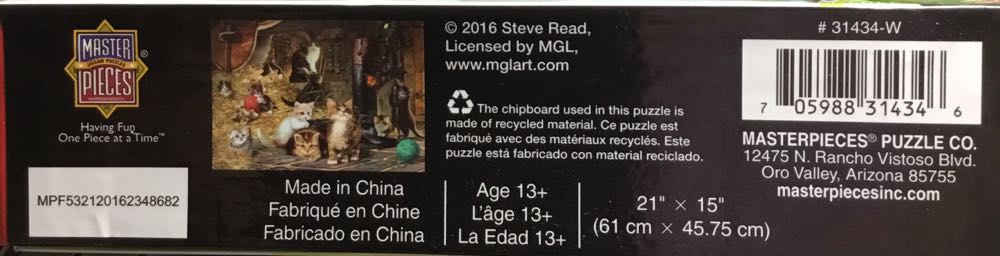 MASTER
JIGSAW PUZZLES
PIECES
®
Having Fun
One Piece at a Time™
MPF532120162348682
Made in China
Fabriqué en Chine
Fabricado en China
© 2016 Steve Read,
Licensed by MGL,
www.mglart.com
The chipboard used in this puzzle is
made of recycled material. Ce puzzle est
fabriqué avec des matériaux recyclés. Este
puzzle está fabricado con material reciclado.
Age 13+
L'âge 13+
La Edad 13+
21" × 15"
(61 cm × 45.75 cm)
# 31434-W
7 05988 31434 6
MASTERPIECES® PUZZLE CO.
12475 N. Rancho Vistoso Blvd.
Oro Valley, Arizona 85755
masterpiecesinc.com